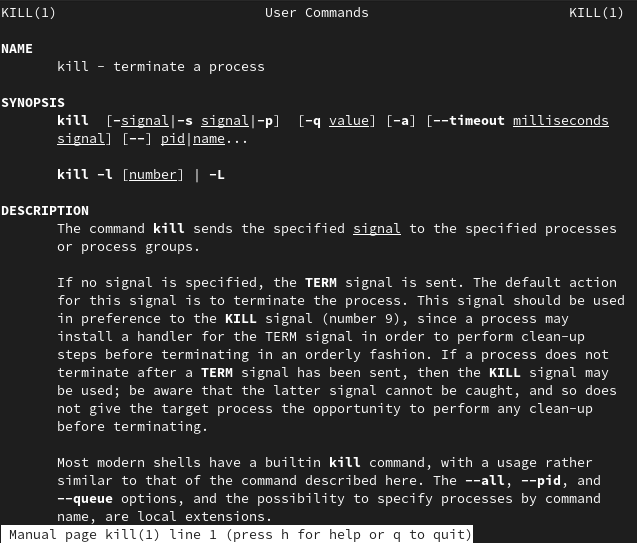 KILL(1) User Commands KILL(1)
NAME
kill - terminate a process
SYNOPSIS
kill [-signal|-s signal|-p] [-q value] [-a] [--timeout milliseconds
signal] [--] pid|name...
kill -l [number] | -L
DESCRIPTION
The command kill sends the specified signal to the specified processes
or process groups.
If no signal is specified, the TERM signal is sent. The default action
for this signal is to terminate the process. This signal should be used
in preference to the KILL signal (number 9), since a process may
install a handler for the TERM signal in order to perform clean-up
steps before terminating in an orderly fashion. If a process does not
terminate after a TERM signal has been sent, then the KILL signal may
be used; be aware that the latter signal cannot be caught, and so does
not give the target process the opportunity to perform any clean-up
before terminating.
Most modern shells have a builtin kill command, with a usage rather
similar to that of the command described here. The --all, --pid, and
--queue options, and the possibility to specify processes by command
name, are local extensions.
Manual page kill(1) line 1 (press h for help or q to quit)